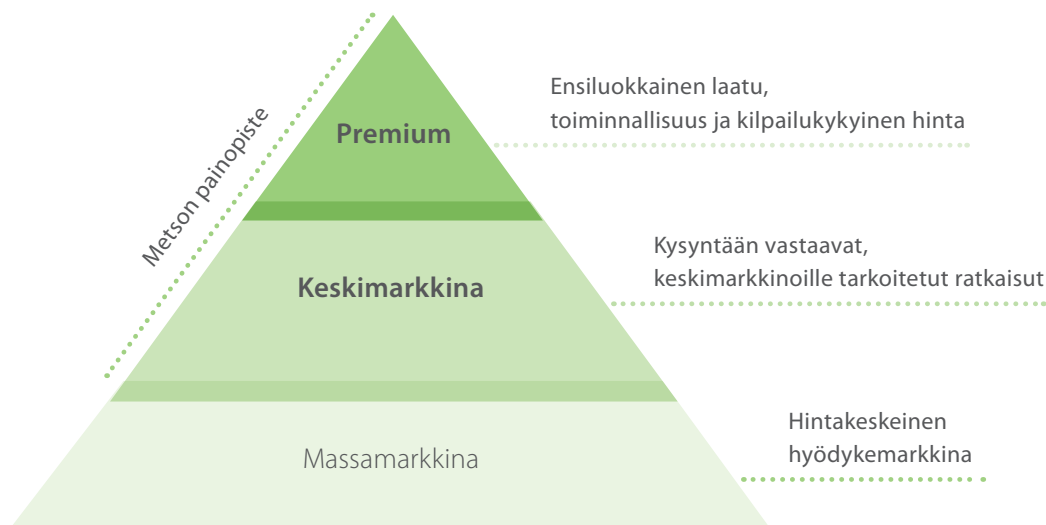 Ensiluokkainen laatu,
toiminnallisuus ja kilpailukykyinen hinta
Premium
Metson painopiste
Kysyntään vastaavat,
keskimarkkinoille tarkoitetut ratkaisut
Keskimarkkina
Hintakeskeinen
hyödykemarkkina
Massamarkkina